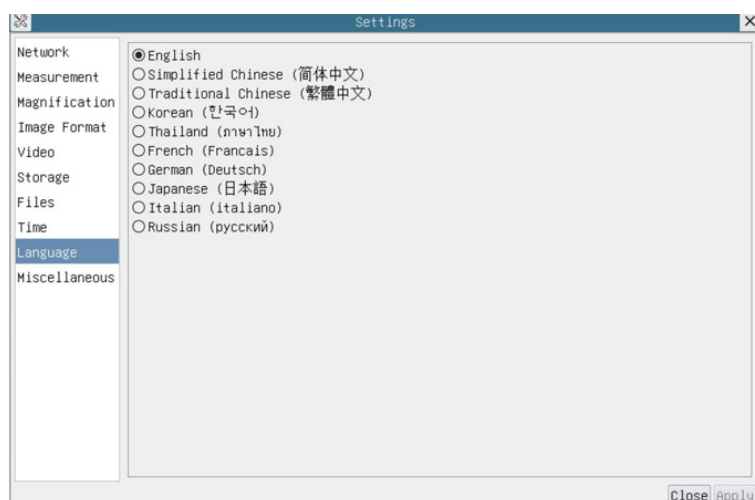 Settings
Network
Measurement
Magnification
Image Format
Video
Storage
Files
Time
Language
Miscellaneous
English
Simplified Chinese (简体中文)
Traditional Chinese (繁體中文)
Korean (한국어)
Thailand (ภาษาไทย)
French (Francais)
German (Deutsch)
Japanese (日本語)
Italian (italiano)
Russian (русский)
Close Apply